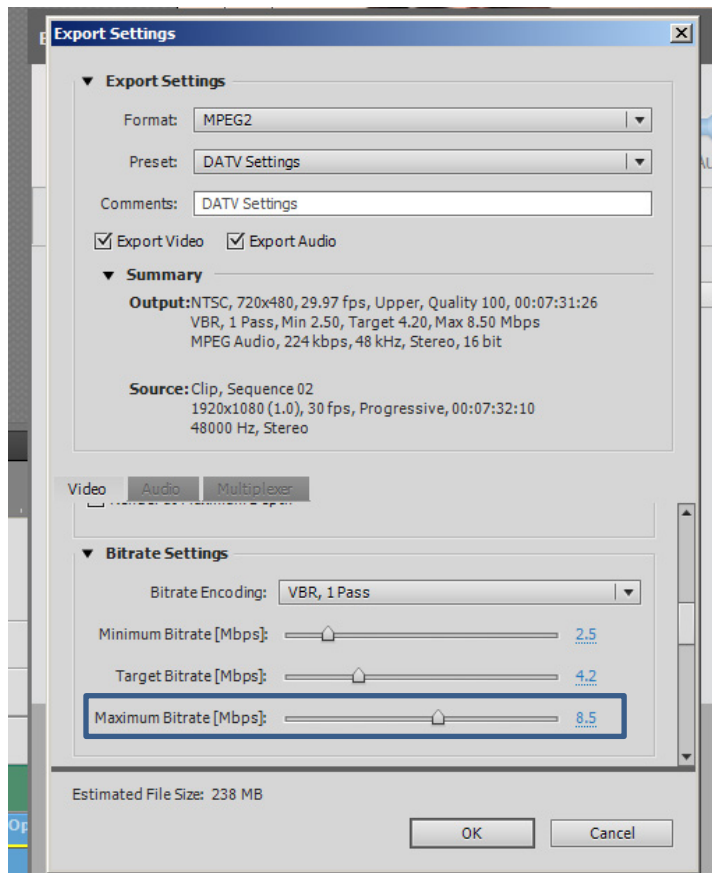 Export Settings
Export Settings
Format: MPEG2
Preset: DATV Settings
Comments: DATV Settings
Export Video Export Audio
Summary
Output: NTSC, 720x480, 29.97 fps, Upper, Quality 100, 00:07:31:26
VBR, 1 Pass, Min 2.50, Target 4.20, Max 8.50 Mbps
MPEG Audio, 224 kbps, 48 kHz, Stereo, 16 bit
Source: Clip, Sequence 02
1920x1080 (1.0), 30 fps, Progressive, 00:07:32:10
48000 Hz, Stereo
Video Audio Multiplexer
Bitrate Settings
Bitrate Encoding: VBR, 1 Pass
Minimum Bitrate [Mbps]: 2.5
Target Bitrate [Mbps]: 4.2
Maximum Bitrate [Mbps]: 8.5
Estimated File Size: 238 MB
Op
OK Cancel